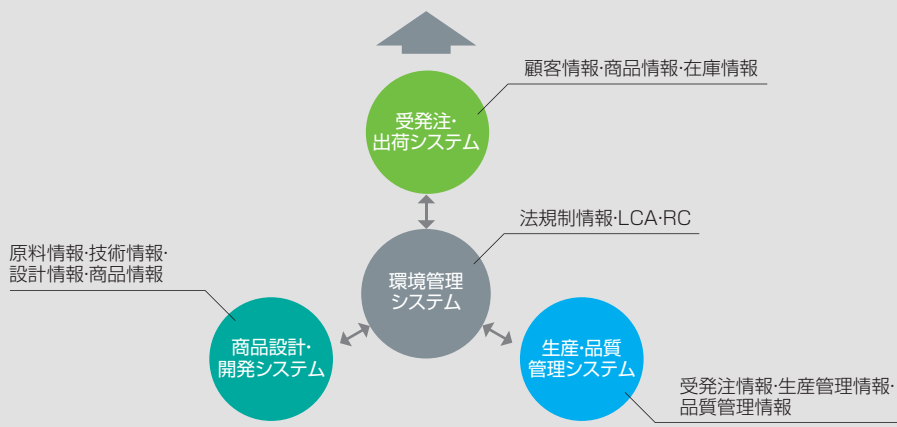 顧客情報·商品情報·在庫情報
受発注·
出荷システム
法規制情報·LCA·RC
原料情報·技術情報·
設計情報·商品情報
環境管理
システム
商品設計·
開発システム
生産·品質
管理システム
受発注情報·生産管理情報·
品質管理情報